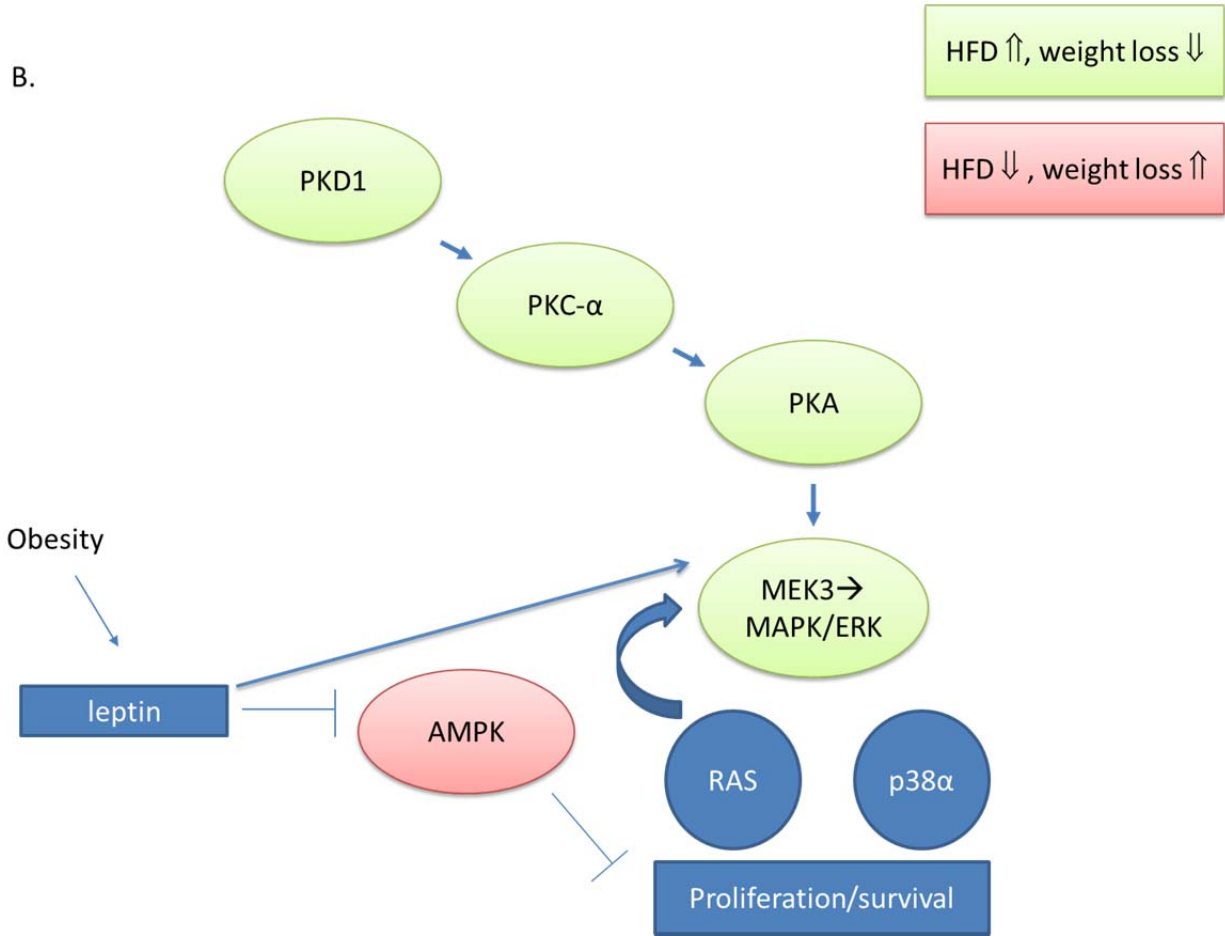 HFD ⇑, weight loss ⇓
B.
HFD ⇓ , weight loss ⇑
PKD1
PKC-α
PKA
Obesity
MEK3→
MAPK/ERK
leptin
AMPK
RAS
p38α
Proliferation/survival